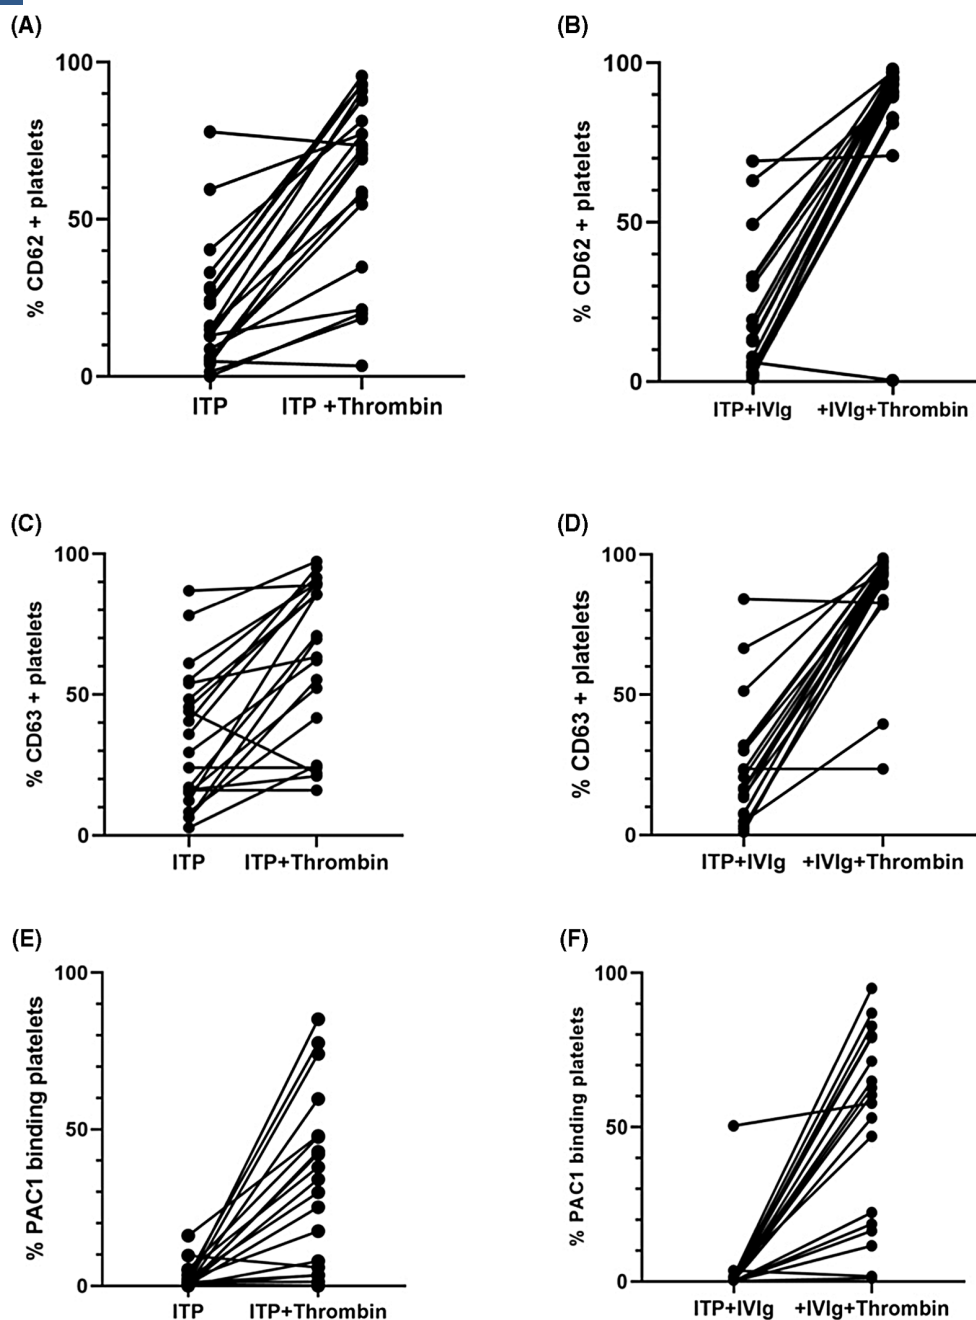 (A)
% CD62 + platelets
100
50
0
ITP
ITP +Thrombin
(B)
% CD62 + platelets
100
50
0
ITP+IVIg
+IVIg+Thrombin
(C)
% CD63 + platelets
100
50
0
ITP
ITP+Thrombin
(D)
% CD63 + platelets
100
50
0
ITP+IVIg
+IVIg+Thrombin
(E)
% PAC1 binding platelets
100
50
0
ITP
ITP+Thrombin
(F)
% PAC1 binding platelets
100
50
0
ITP+IVIg
+IVIg+Thrombin